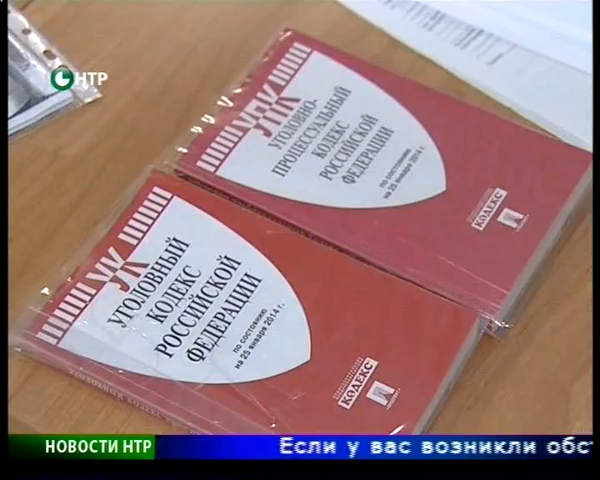 НТР
УПК
УГОЛОВНО-
ПРОЦЕССУАЛЬНЫЙ
КОДЕКС
РОССИЙСКОЙ
ФЕДЕРАЦИИ
по состоянию
на 25 января 2014 г.
КОДЕКС
УК
УГОЛОВНЫЙ
КОДЕКС
РОССИЙСКОЙ
ФЕДЕРАЦИИ
по состоянию
на 25 января 2014 г.
КОДЕКС
НОВОСТИ НТР
Если у вас возникли обс